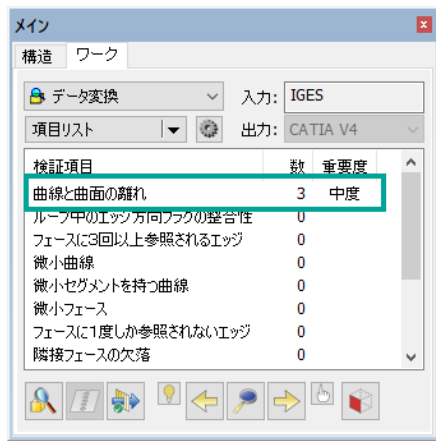 メイン
構造 ワーク
データ変換 入力: IGES
項目リスト 出力: CATIA V4
検証項目 数 重要度
曲線と曲面の離れ 3 中度
ループ中のエッジ方向フラグの整合性 0
フェースに3回以上参照されるエッジ 0
微小曲線 0
微小セグメントを持つ曲線 0
微小フェース 0
フェースに1度しか参照されないエッジ 0
隣接フェースの欠落 0